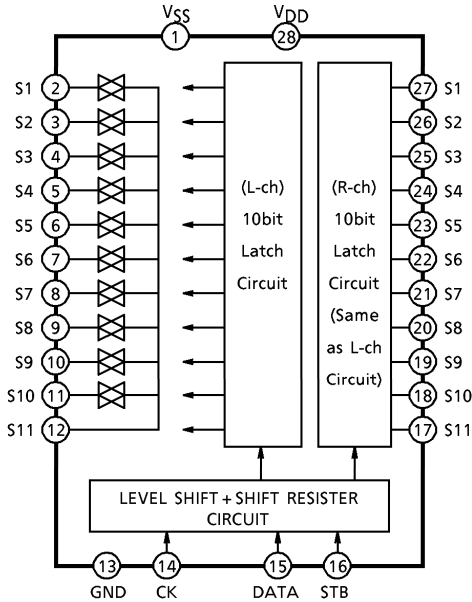 VSS VDD
1 28
S1 2 27 S1
S2 3 26 S2
S3 4 25 S3
S4 5 (L-ch) (R-ch) 24 S4
S5 6 10bit 10bit 23 S5
S6 7 Latch Latch 22 S6
S7 8 Circuit Circuit 21 S7
S8 9 (Same 20 S8
S9 10 as L-ch 19 S9
S10 11 Circuit) 18 S10
S11 12 17 S11
LEVEL SHIFT + SHIFT RESISTER
CIRCUIT
13 14 15 16
GND CK DATA STB